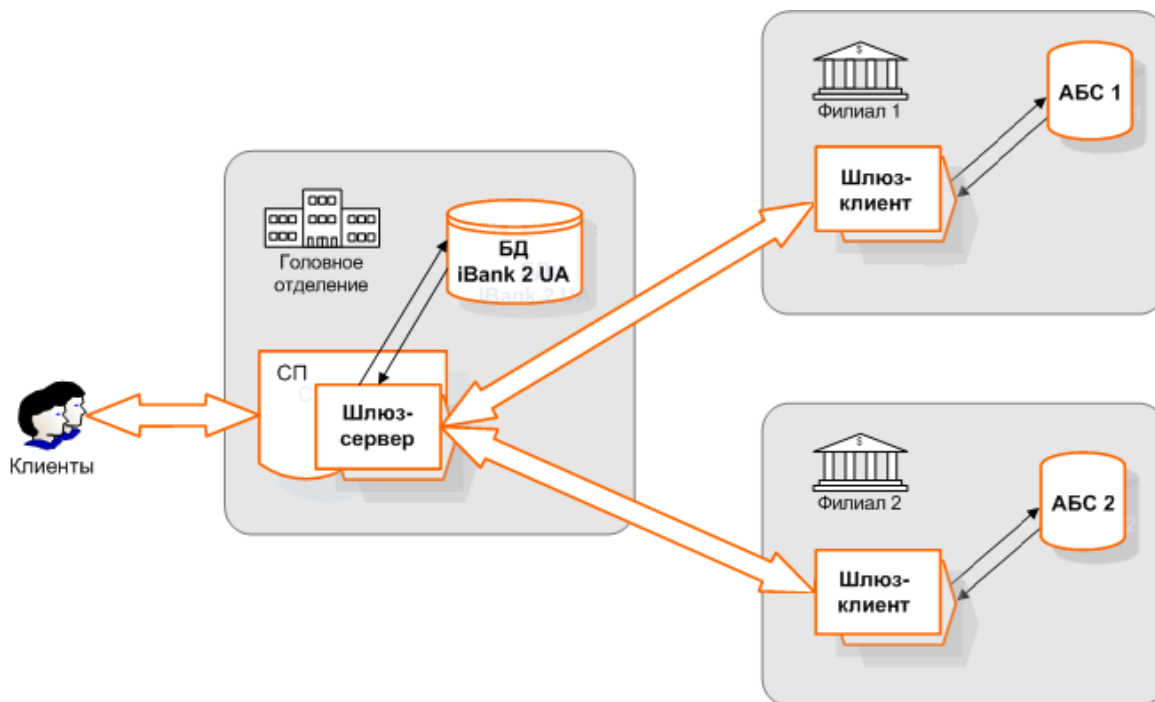 Филиал 1
АБС 1
Шлюз-
клиент
Головное
отделение
БД
iBank 2 UA
СП
Шлюз-
сервер
Клиенты
Филиал 2
АБС 2
Шлюз-
клиент